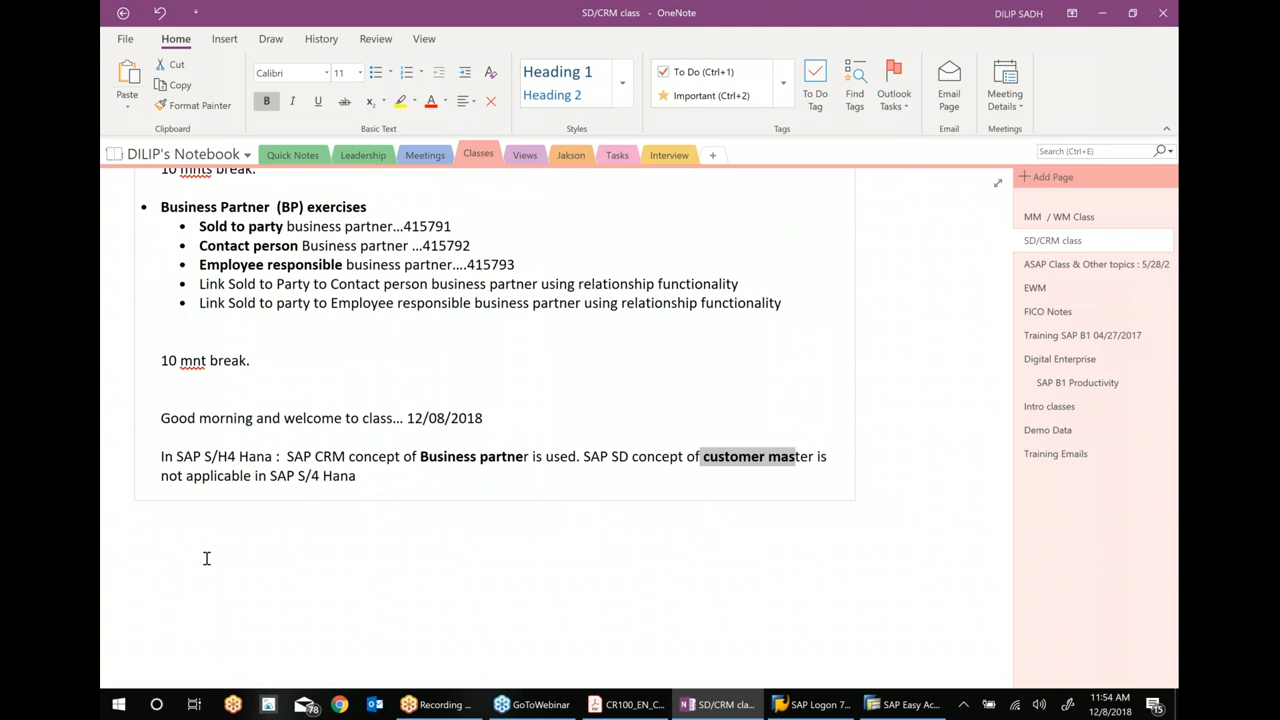 SD/CRM class - OneNote
DILIP SADH
File Home Insert Draw History Review View
Cut
Copy
Format Painter
Paste
Clipboard
Calibri 11
B I U ab x₂ A
Basic Text
Heading 1
Heading 2
Styles
To Do (Ctrl+1)
Important (Ctrl+2)
Tags
To Do Tag
Find Tags
Outlook Tasks
Email Page
Email
Meeting Details
Meetings
DILIP's Notebook
Quick Notes Leadership Meetings Classes Views Jakson Tasks Interview
Search (Ctrl+E)
10 mnts break.
• Business Partner (BP) exercises
• Sold to party business partner...415791
• Contact person Business partner ...415792
• Employee responsible business partner....415793
• Link Sold to Party to Contact person business partner using relationship functionality
• Link Sold to party to Employee responsible business partner using relationship functionality
10 mnt break.
Good morning and welcome to class... 12/08/2018
In SAP S/H4 Hana : SAP CRM concept of Business partner is used. SAP SD concept of customer master is
not applicable in SAP S/4 Hana
Add Page
MM / WM Class
SD/CRM class
ASAP Class & Other topics : 5/28/2
EWM
FICO Notes
Training SAP B1 04/27/2017
Digital Enterprise
SAP B1 Productivity
Intro classes
Demo Data
Training Emails
78
Recording ...
GoToWebinar
CR100_EN_C...
SD/CRM cla...
SAP Logon 7...
SAP Easy Ac...
11:54 AM
12/8/2018
15